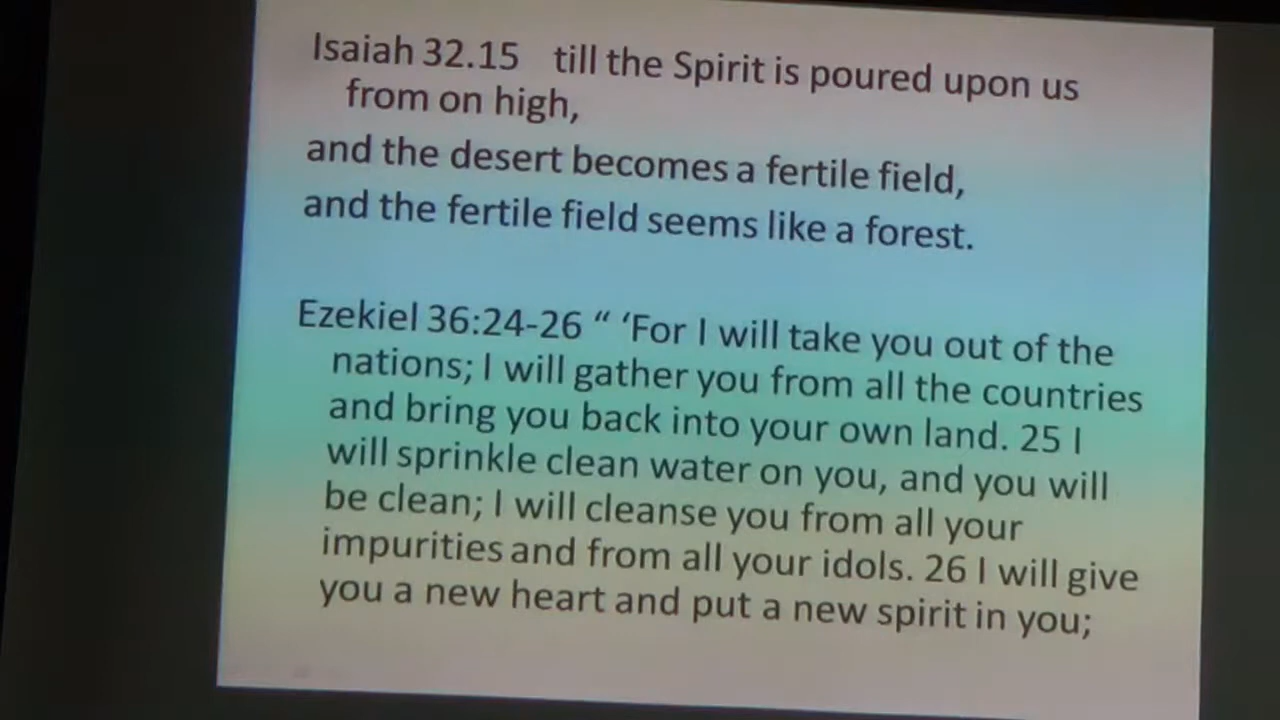 Isaiah 32.15 till the Spirit is poured upon us
from on high,
and the desert becomes a fertile field,
and the fertile field seems like a forest.
Ezekiel 36:24-26 “ ‘For I will take you out of the
nations; I will gather you from all the countries
and bring you back into your own land. 25 I
will sprinkle clean water on you, and you will
be clean; I will cleanse you from all your
impurities and from all your idols. 26 I will give
you a new heart and put a new spirit in you;